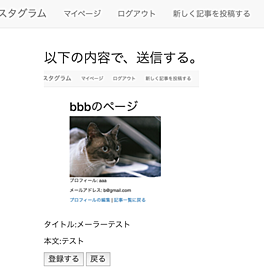 スタグラム マイページ ログアウト 新しく記事を投稿する
以下の内容で、送信する。
スタグラム マイページ ログアウト 新しく記事を投稿する
bbbのページ
プロフィール: aaa
メールアドレス: b@gmail.com
プロフィールの編集 | 記事一覧に戻る
タイトル:メーラーテスト
本文:テスト
登録する 戻る